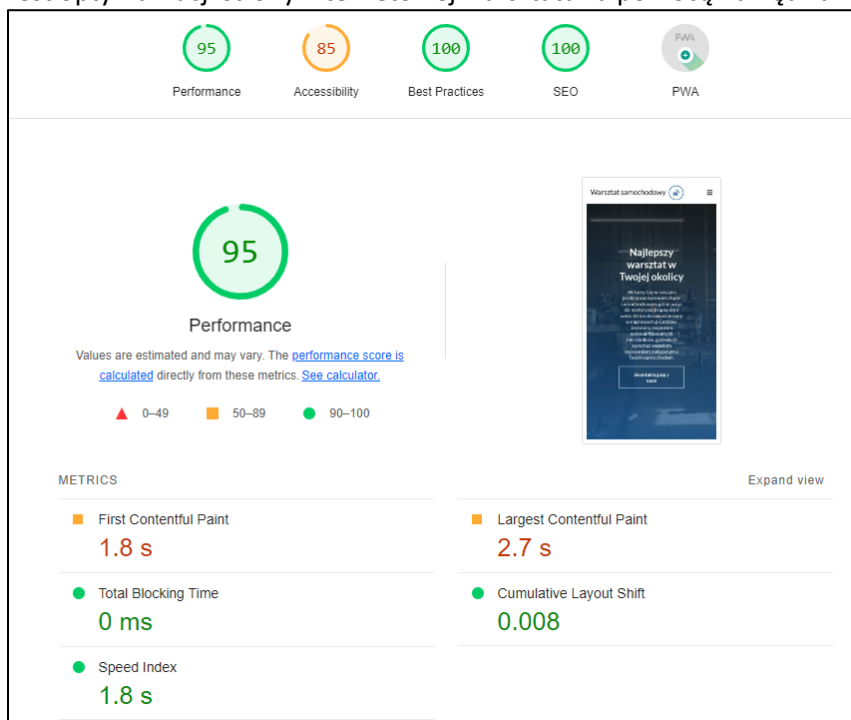 95
85
100
100
PWA
Performance
Accessibility
Best Practices
SEO
PWA
95
Performance
Values are estimated and may vary. The performance score is
calculated directly from these metrics. See calculator.
0–49
50–89
90–100
Warsztat samochodowy
Najlepszy
warsztat w
Twojej okolicy
METRICS
Expand view
First Contentful Paint
1.8 s
Largest Contentful Paint
2.7 s
Total Blocking Time
0 ms
Cumulative Layout Shift
0.008
Speed Index
1.8 s